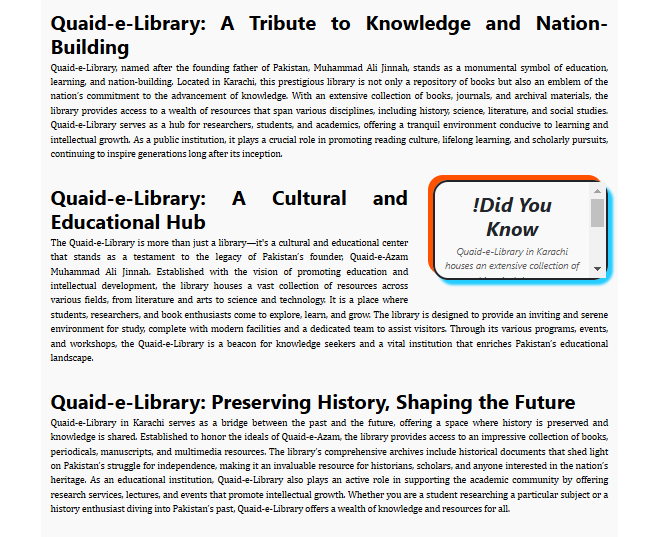 Quaid-e-Library: A Tribute to Knowledge and Nation-
Building
Quaid-e-Library, named after the founding father of Pakistan, Muhammad Ali Jinnah, stands as a monumental symbol of education,
learning, and nation-building. Located in Karachi, this prestigious library is not only a repository of books but also an emblem of the
nation's commitment to the advancement of knowledge. With an extensive collection of books, journals, and archival materials, the
library provides access to a wealth of resources that span various disciplines, including history, science, literature, and social studies.
Quaid-e-Library serves as a hub for researchers, students, and academics, offering a tranquil environment conducive to learning and
intellectual growth. As a public institution, it plays a crucial role in promoting reading culture, lifelong learning, and scholarly pursuits,
continuing to inspire generations long after its inception.
Quaid-e-Library: A Cultural and
Educational Hub
The Quaid-e-Library is more than just a library—it's a cultural and educational center
that stands as a testament to the legacy of Pakistan's founder, Quaid-e-Azam
Muhammad Ali Jinnah. Established with the vision of promoting education and
intellectual development, the library houses a vast collection of resources across
various fields, from literature and arts to science and technology. It is a place where
students, researchers, and book enthusiasts come to explore, learn, and grow. The library is designed to provide an inviting and serene
environment for study, complete with modern facilities and a dedicated team to assist visitors. Through its various programs, events,
and workshops, the Quaid-e-Library is a beacon for knowledge seekers and a vital institution that enriches Pakistan's educational
landscape.
!Did You
Know
Quaid-e-Library in Karachi
houses an extensive collection of
Quaid-e-Library: Preserving History, Shaping the Future
Quaid-e-Library in Karachi serves as a bridge between the past and the future, offering a space where history is preserved and
knowledge is shared. Established to honor the ideals of Quaid-e-Azam, the library provides access to an impressive collection of books,
periodicals, manuscripts, and multimedia resources. The library's comprehensive archives include historical documents that shed light
on Pakistan's struggle for independence, making it an invaluable resource for historians, scholars, and anyone interested in the nation's
heritage. As an educational institution, Quaid-e-Library also plays an active role in supporting the academic community by offering
research services, lectures, and events that promote intellectual growth. Whether you are a student researching a particular subject or a
history enthusiast diving into Pakistan's past, Quaid-e-Library offers a wealth of knowledge and resources for all.